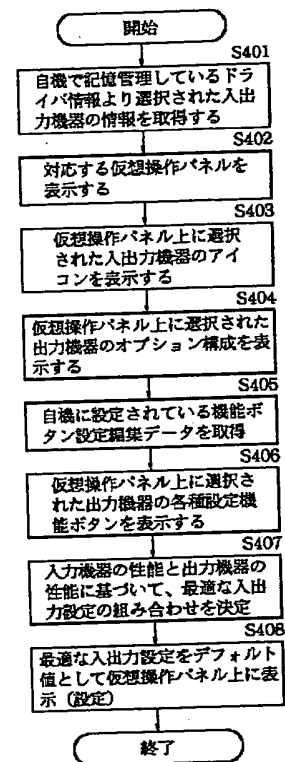 開始
S401
自機で記憶管理しているドラ
イバ情報より選択された入出
力機器の情報を取得する
S402
対応する仮想操作パネルを
表示する
S403
仮想操作パネル上に選択
された入出力機器のアイ
コンを表示する
S404
仮想操作パネル上に選択された
出力機器のオプション構成を表
示する
S405
自機に設定されている機能ボ
タン設定編集データを取得
S406
仮想操作パネル上に選択さ
れた出力機器の各種設定機
能ボタンを表示する
S407
入力機器の性能と出力機器の
性能に基づいて、最適な入出
力設定の組み合わせを決定
S408
最適な入出力設定をデフォルト
値として仮想操作パネル上に表
示（設定）
終了